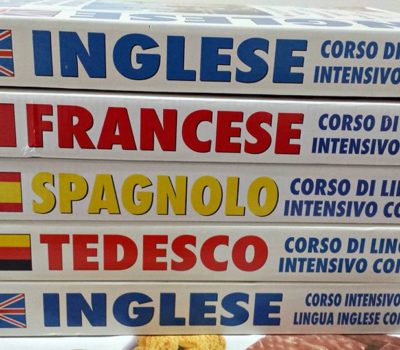 INGLESE
CORSO DI
INTENSIVO
FRANCESE
CORSO DI
INTENSIVO
SPAGNOLO
CORSO DI
INTENSIVO
TEDESCO
CORSO DI
INTENSIVO
INGLESE
CORSO INTENSIVO
LINGUA INGLESE